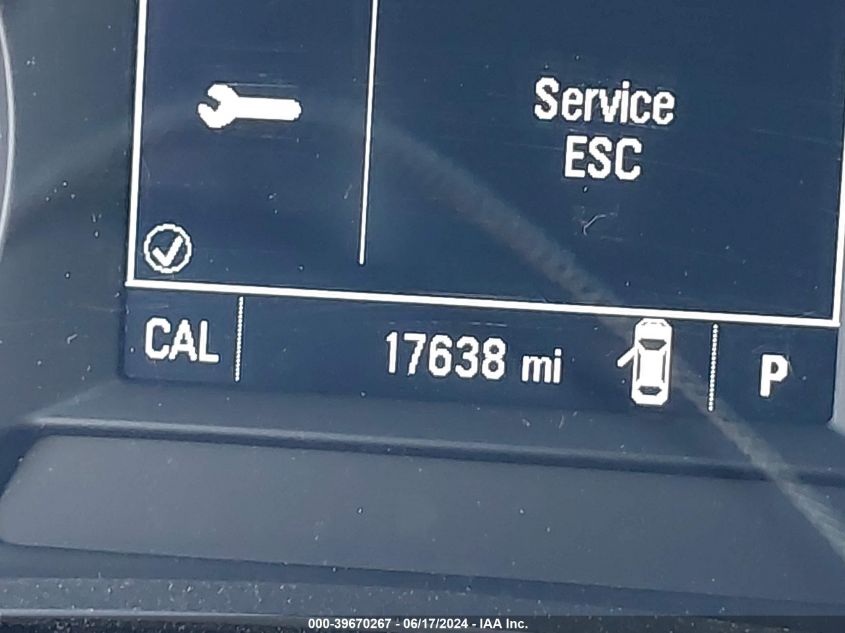 Service
ESC
CAL
17638 mi
P
000-39670267 - 06/17/2024 - IAA Inc.